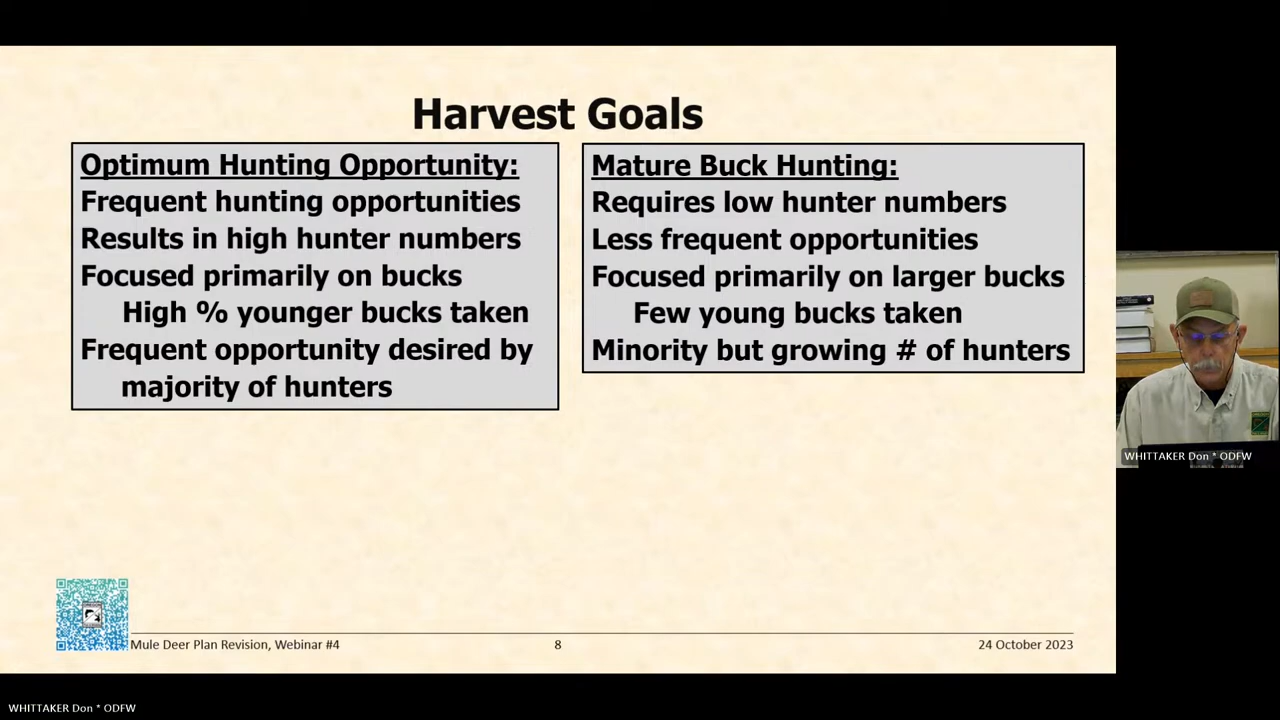 Harvest Goals
Optimum Hunting Opportunity:
Frequent hunting opportunities
Results in high hunter numbers
Focused primarily on bucks
High % younger bucks taken
Frequent opportunity desired by
majority of hunters
Mature Buck Hunting:
Requires low hunter numbers
Less frequent opportunities
Focused primarily on larger bucks
Few young bucks taken
Minority but growing # of hunters
WHITTAKER Don * ODFW
Mule Deer Plan Revision, Webinar #4
8
24 October 2023
WHITTAKER Don * ODFW